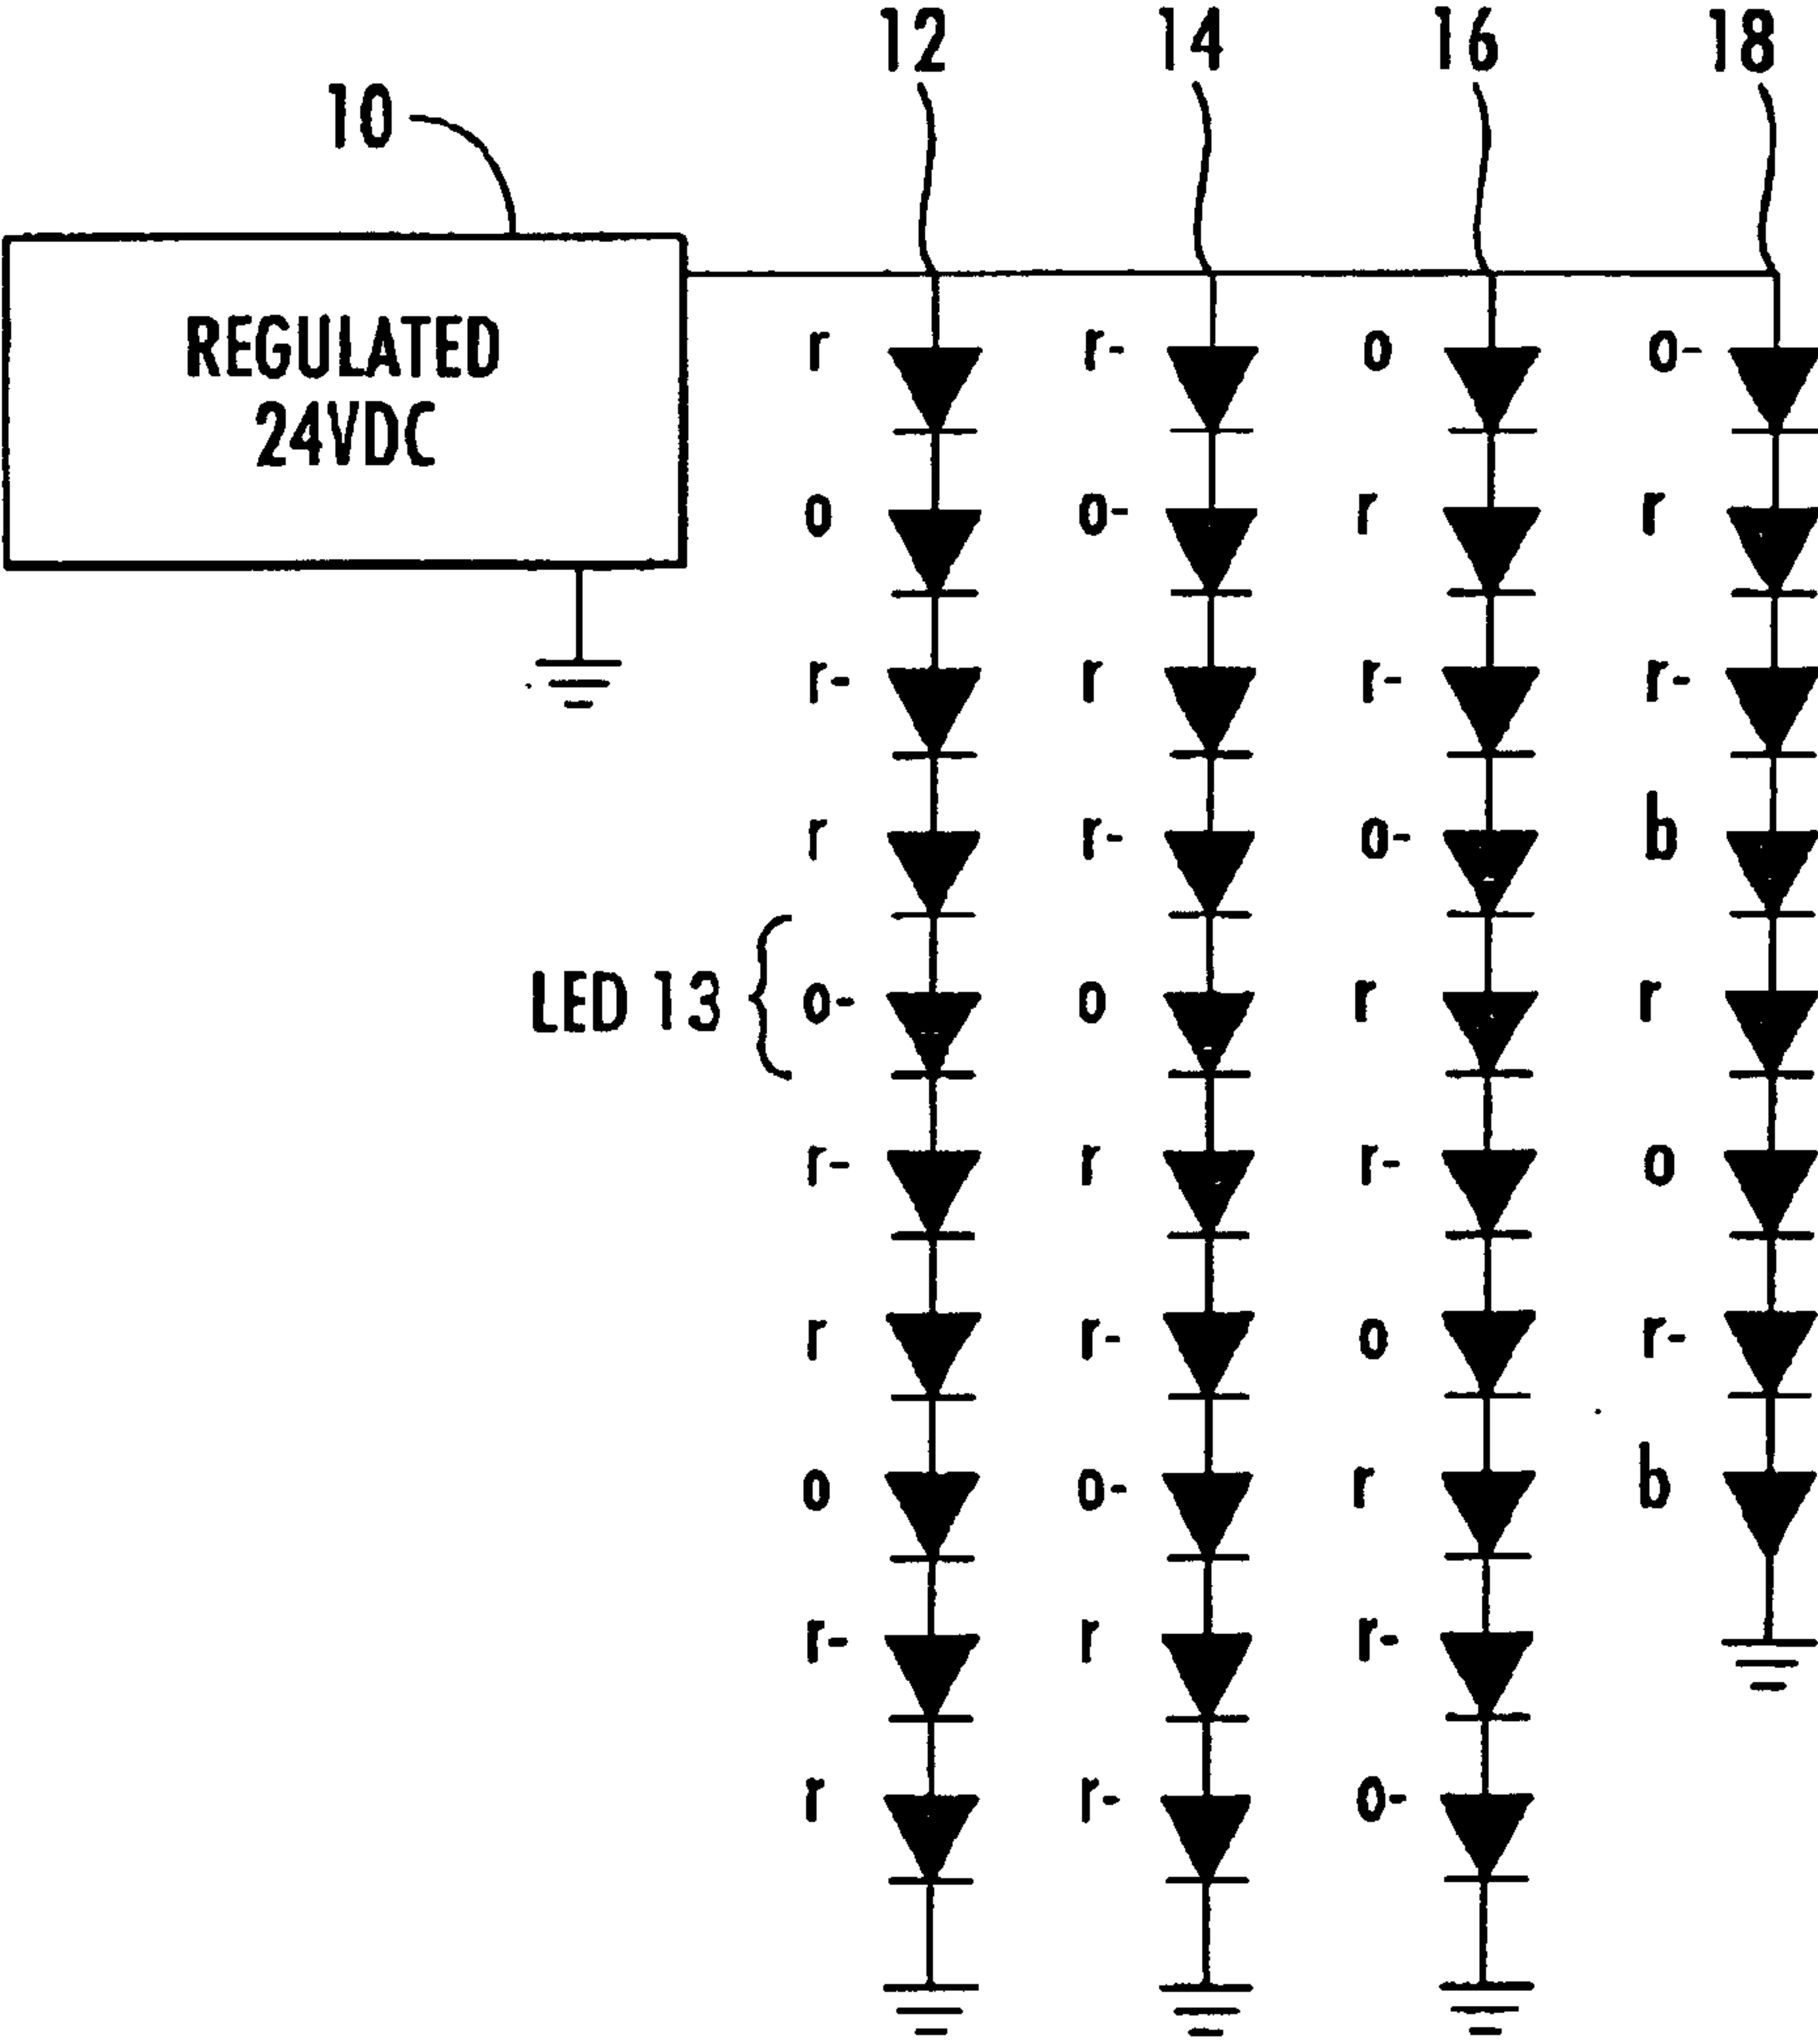 12 14 16 18
10
REGULATED
24VDC
r r- o o-
o o- r r
r- r r- r-
r r- o- b
LED 13 o- o r r
r- r r- o
r r- o r-
o o- r b
r- r r-
r r- o-